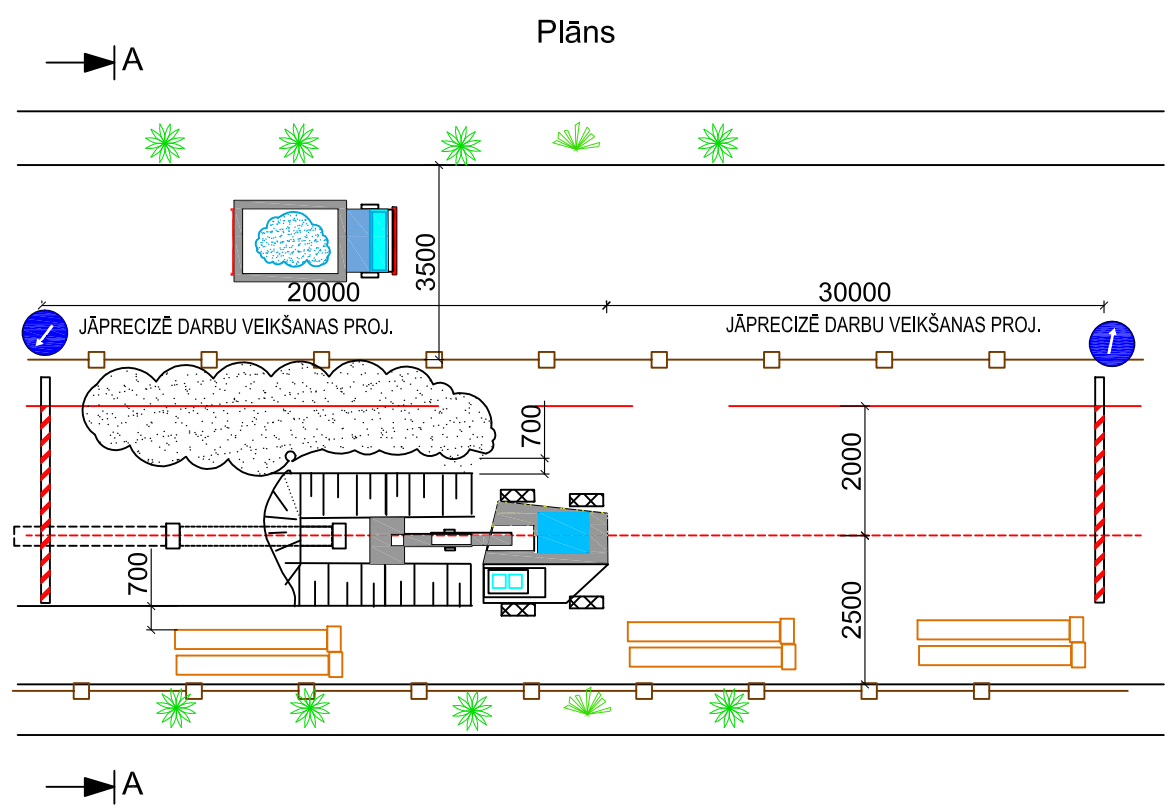 Plāns
A
3500
20000
30000
JĀPRECIZĒ DARBU VEIKŠANAS PROJ.
JĀPRECIZĒ DARBU VEIKŠANAS PROJ.
700
2000
700
2500
A